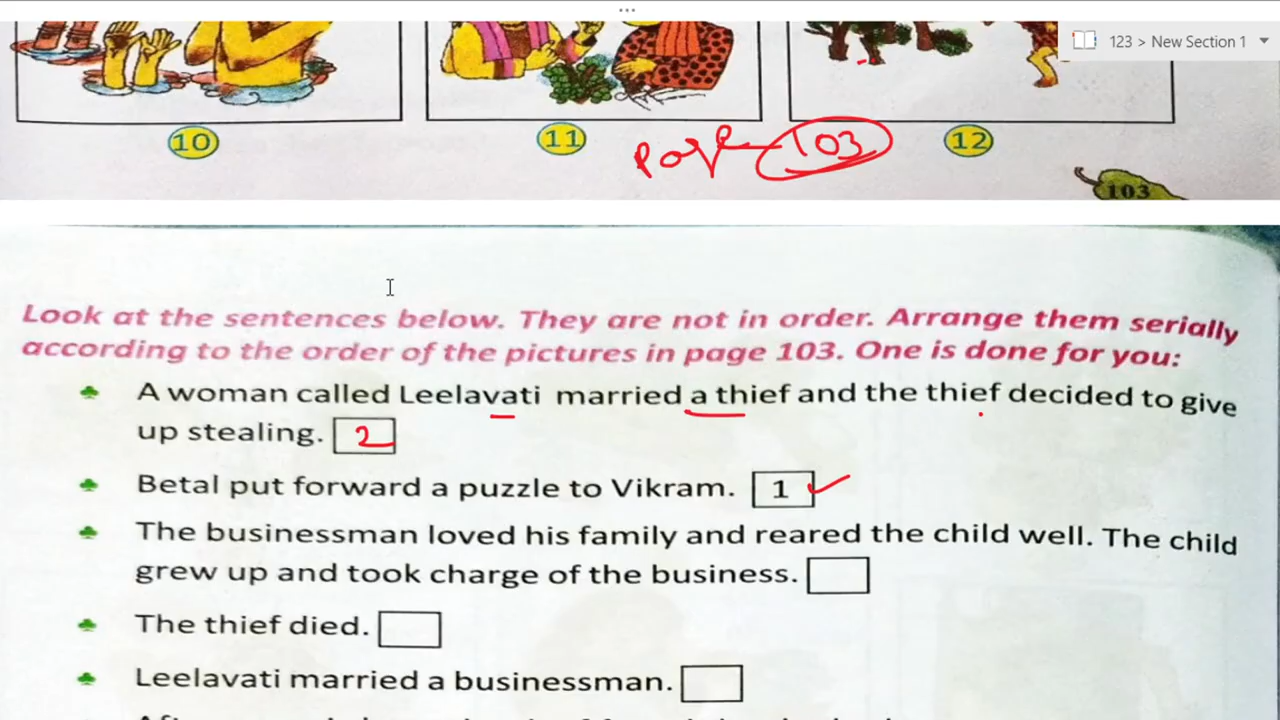 123 > New Section 1
10
11
page 103
12
103
Look at the sentences below. They are not in order. Arrange them serially
according to the order of the pictures in page 103. One is done for you:
A woman called Leelavati married a thief and the thief decided to give
up stealing. 2
Betal put forward a puzzle to Vikram. 1
The businessman loved his family and reared the child well. The child
grew up and took charge of the business.
The thief died.
Leelavati married a businessman.